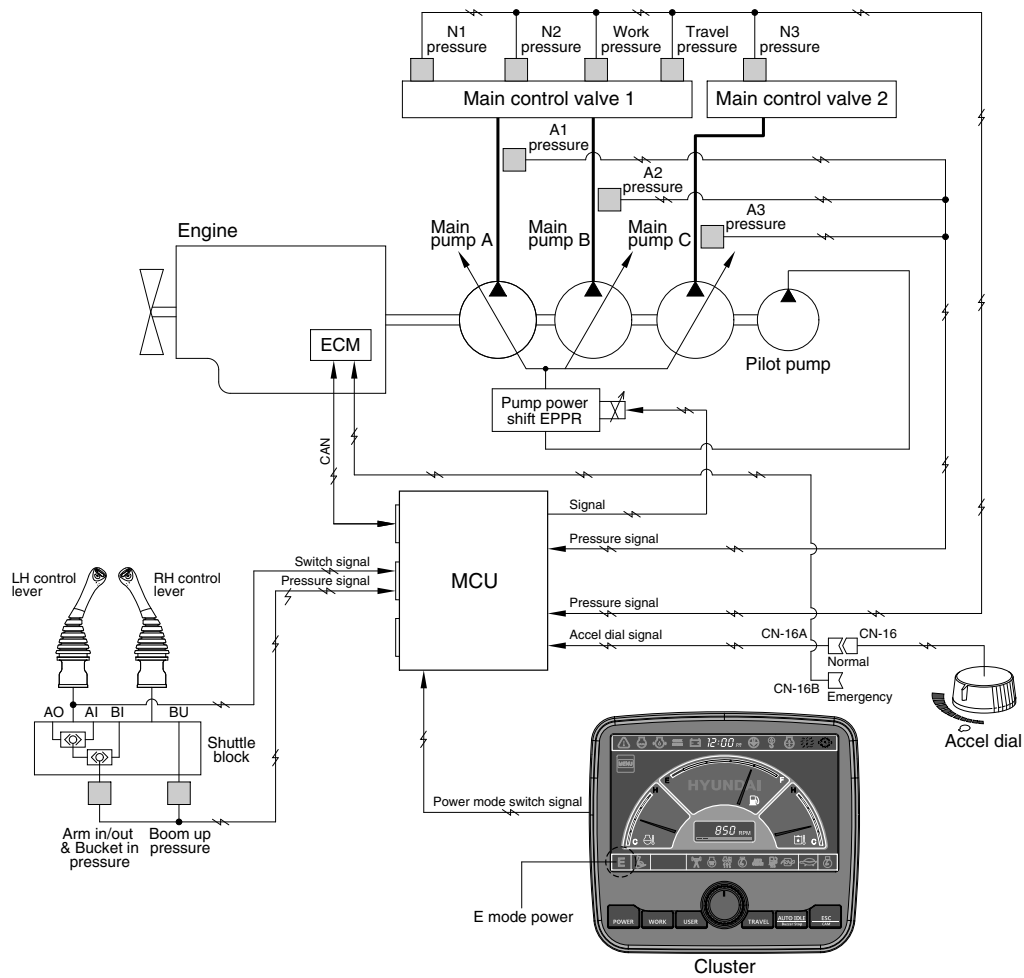 N1
pressure
N2
pressure
Work
pressure
Travel
pressure
N3
pressure
Main control valve 1
Main control valve 2
A1
pressure
A2
pressure
A3
pressure
Engine
Main
pump A
Main
pump B
Main
pump C
ECM
Pilot pump
Pump power
shift EPPR
CAN
Signal
Pressure signal
MCU
Switch signal
Pressure signal
LH control
lever
RH control
lever
Pressure signal
Accel dial signal
CN-16A
CN-16
Normal
CN-16B
Emergency
Accel dial
AO
AI
BI
BU
Shuttle
block
Arm in/out
& Bucket in
pressure
Boom up
pressure
Power mode switch signal
12:00
MENU
E
F
H
H
HYUNDAI
850 RPM
C
C
E
E mode power
POWER
WORK
USER
TRAVEL
AUTO IDLE
ESC
CAM
Cluster